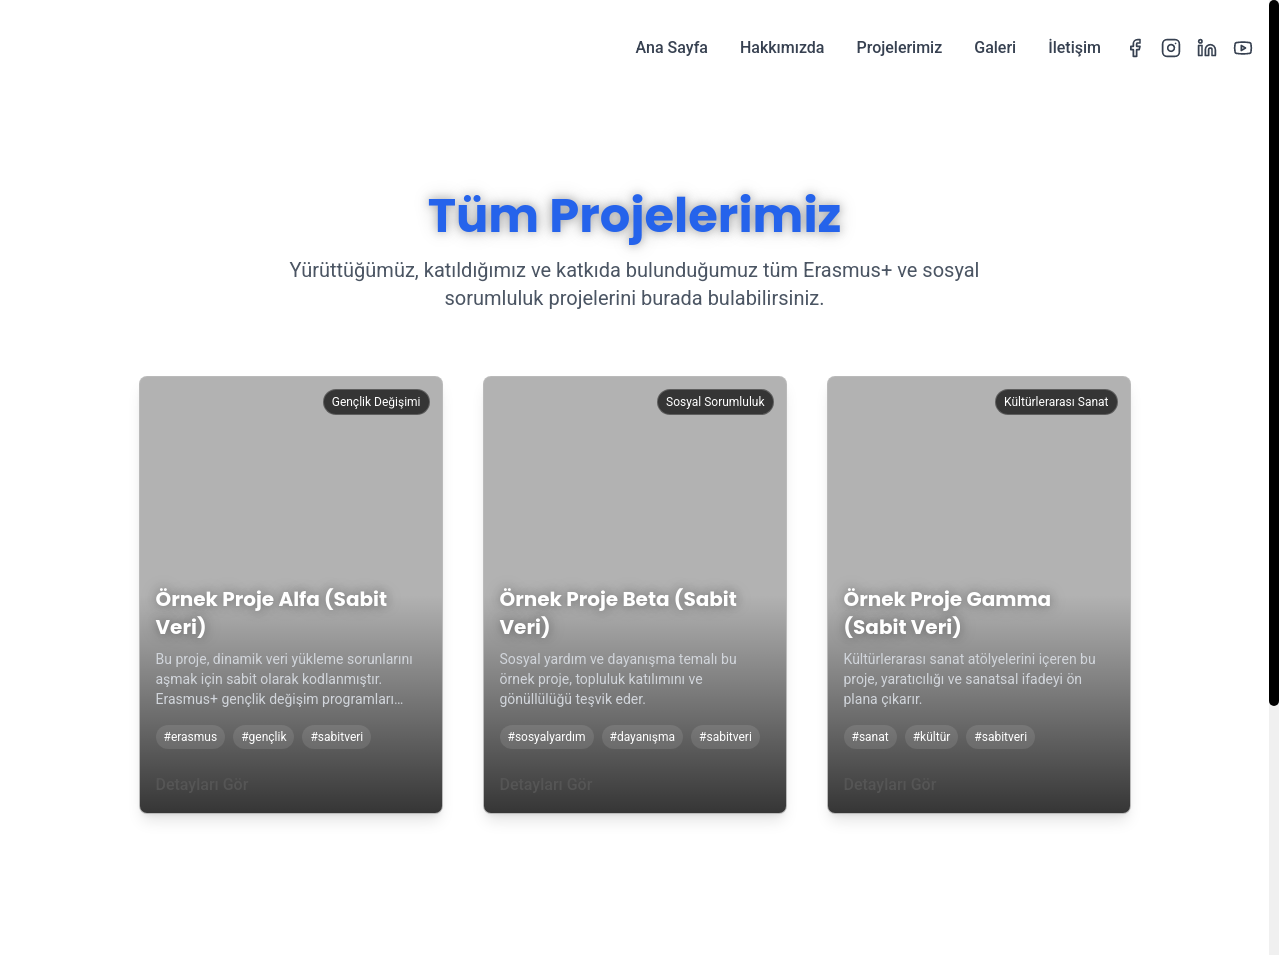 Ana Sayfa Hakkımızda Projelerimiz Galeri İletişim
Tüm Projelerimiz
Yürüttüğümüz, katıldığımız ve katkıda bulunduğumuz tüm Erasmus+ ve sosyal
sorumluluk projelerini burada bulabilirsiniz.
Gençlik Değişimi
Örnek Proje Alfa (Sabit
Veri)
Bu proje, dinamik veri yükleme sorunlarını
aşmak için sabit olarak kodlanmıştır.
Erasmus+ gençlik değişim programları…
#erasmus #gençlik #sabitveri
Detayları Gör
Sosyal Sorumluluk
Örnek Proje Beta (Sabit
Veri)
Sosyal yardım ve dayanışma temalı bu
örnek proje, topluluk katılımını ve
gönüllülüğü teşvik eder.
#sosyalyardım #dayanışma #sabitveri
Detayları Gör
Kültürlerarası Sanat
Örnek Proje Gamma
(Sabit Veri)
Kültürlerarası sanat atölyelerini içeren bu
proje, yaratıcılığı ve sanatsal ifadeyi ön
plana çıkarır.
#sanat #kültür #sabitveri
Detayları Gör